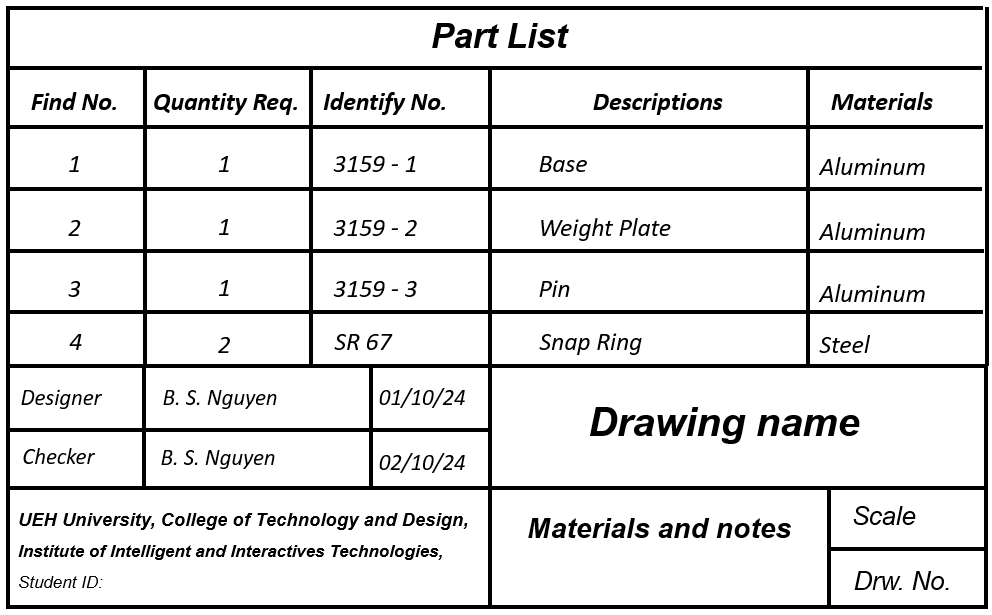 Part List
Find No. Quantity Req. Identify No. Descriptions Materials
1 1 3159 - 1 Base Aluminum
2 1 3159 - 2 Weight Plate Aluminum
3 1 3159 - 3 Pin Aluminum
4 2 SR 67 Snap Ring Steel
Designer B. S. Nguyen 01/10/24
Checker B. S. Nguyen 02/10/24
Drawing name
UEH University, College of Technology and Design,
Institute of Intelligent and Interactives Technologies,
Student ID:
Materials and notes
Scale
Drw. No.